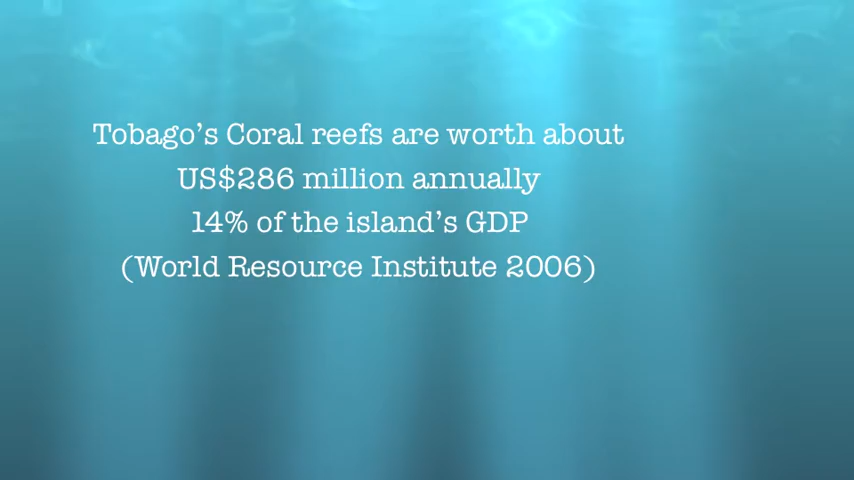 Tobago's Coral reefs are worth about
US$286 million annually
14% of the island's GDP
(World Resource Institute 2006)